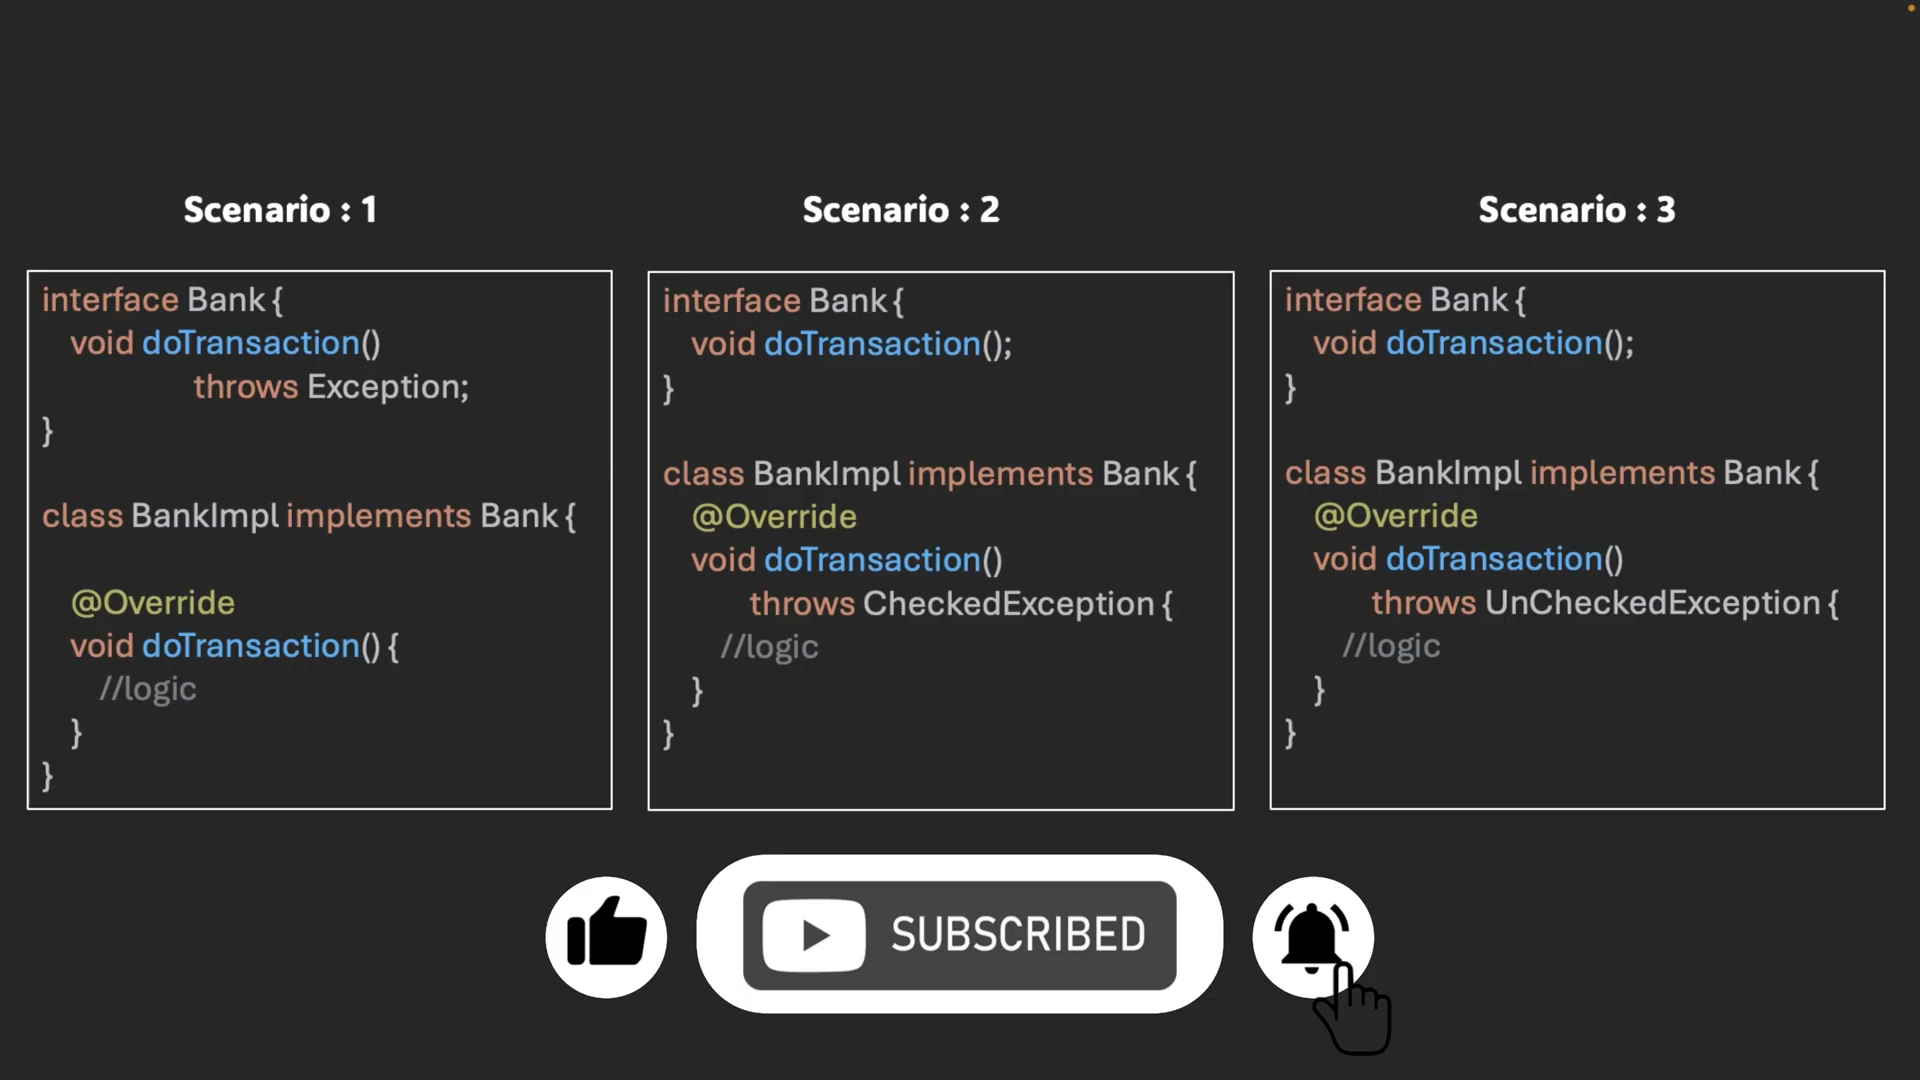 Scenario : 1
interface Bank {
void doTransaction()
throws Exception;
}
class BankImpl implements Bank {
@Override
void doTransaction() {
//logic
}
}
Scenario : 2
interface Bank {
void doTransaction();
}
class BankImpl implements Bank {
@Override
void doTransaction()
throws CheckedException {
//logic
}
}
Scenario : 3
interface Bank {
void doTransaction();
}
class BankImpl implements Bank {
@Override
void doTransaction()
throws UnCheckedException {
//logic
}
}
SUBSCRIBED